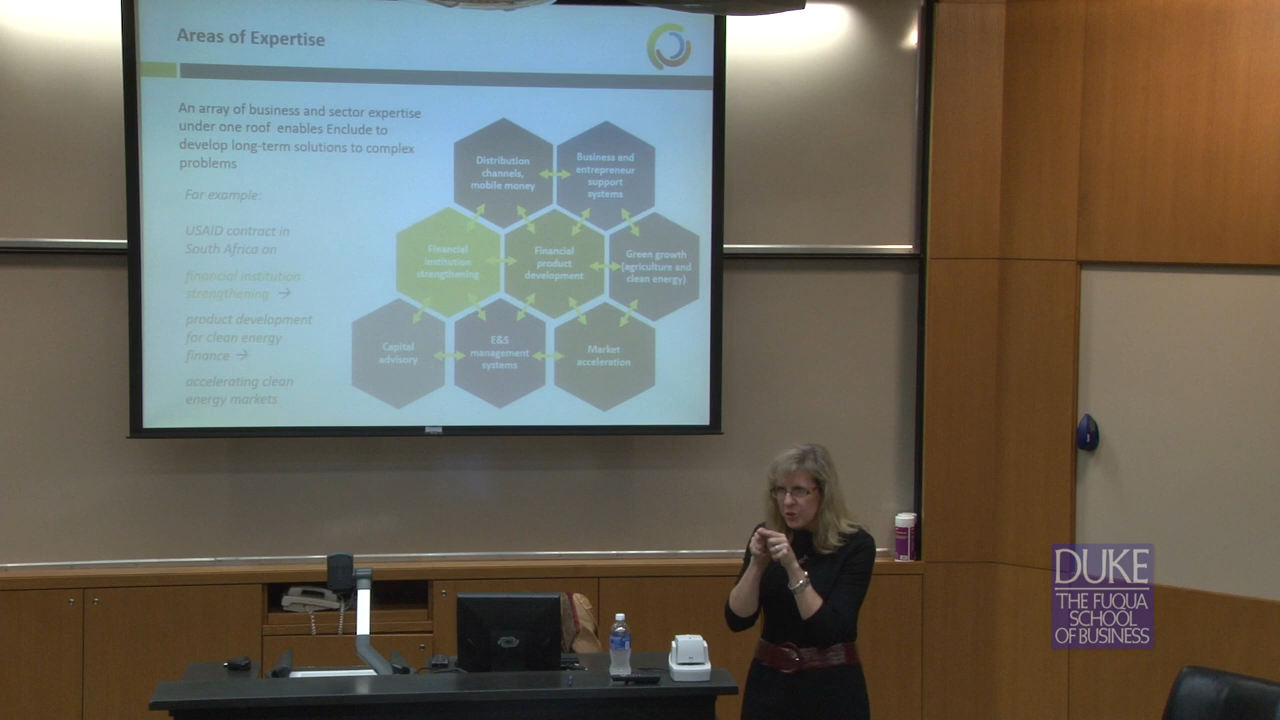 Areas of Expertise
An array of business and sector expertise
under one roof enables Enclude to
develop long-term solutions to complex
problems
For example:
USAID contract in
South Africa on
financial institution
strengthening →
product development
for clean energy
finance →
accelerating clean
energy markets
Distribution
channels,
mobile money
Business and
entrepreneur
support
systems
Financial
institution
strengthening
Financial
product
development
Green growth
(agriculture and
clean energy)
Capital
advisory
E&S
management
systems
Market
acceleration
DUKE
THE FUQUA
SCHOOL
OF BUSINESS